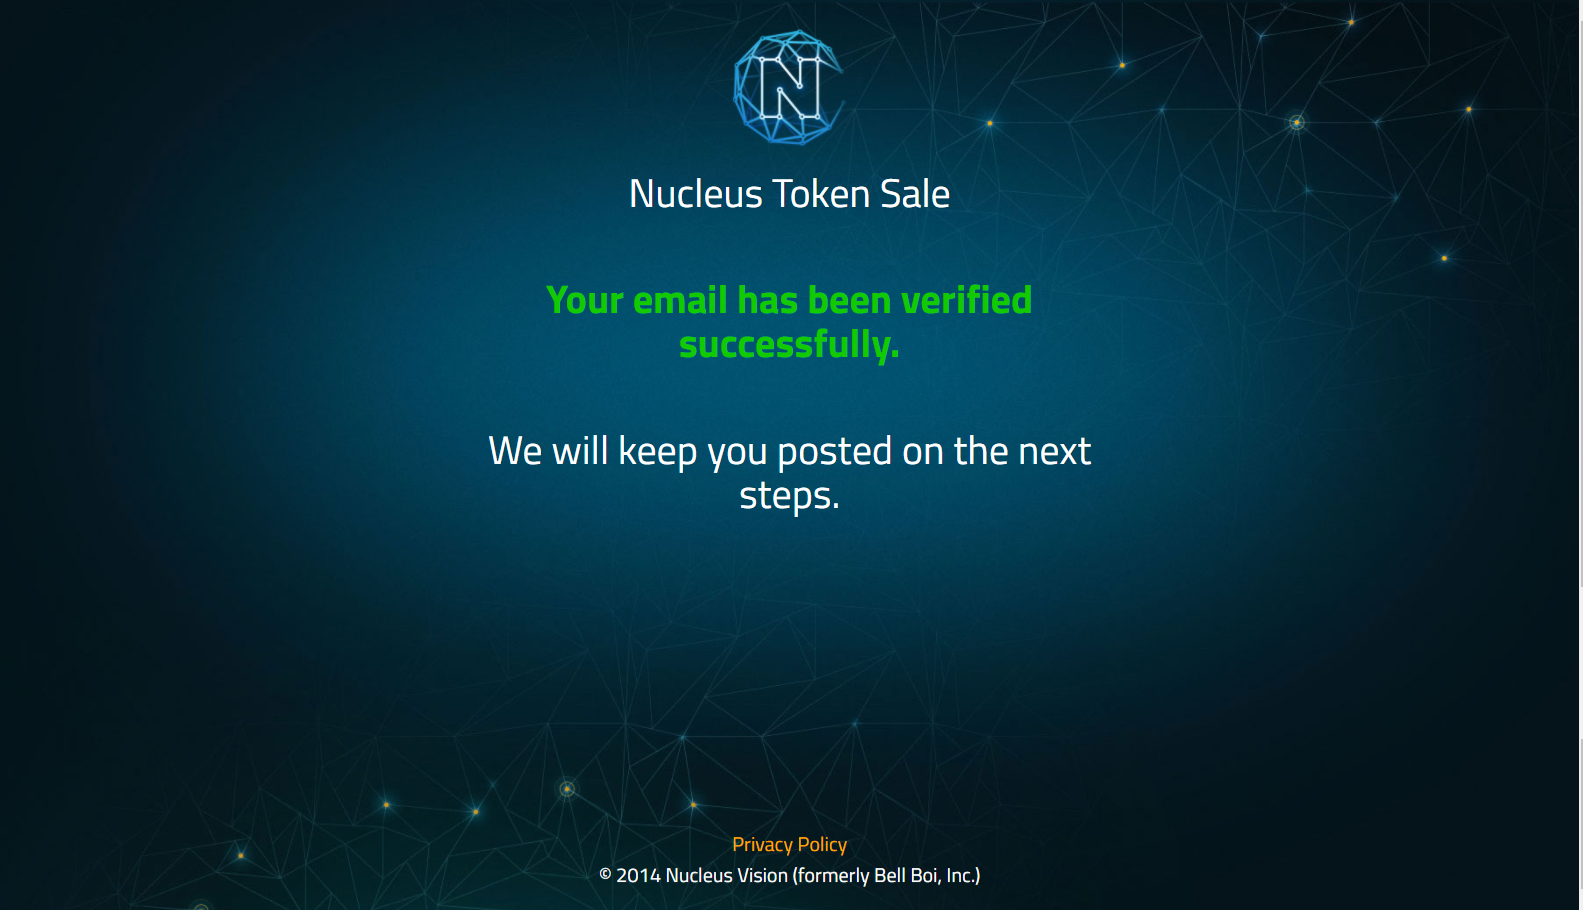 N
Nucleus Token Sale
Your email has been verified
successfully.
We will keep you posted on the next
steps.
Privacy Policy
© 2014 Nucleus Vision (formerly Bell Boi, Inc.)